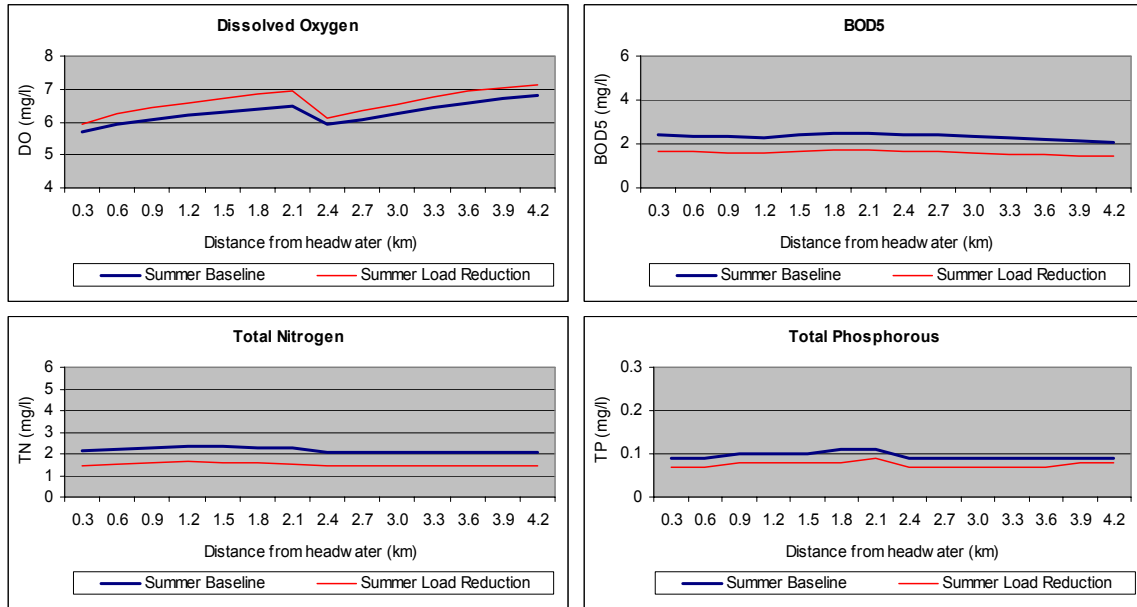 Dissolved Oxygen
8
7
6
5
4
DO (mg/l)
0.3 0.6 0.9 1.2 1.5 1.8 2.1 2.4 2.7 3.0 3.3 3.6 3.9 4.2
Distance from headwater (km)
Summer Baseline Summer Load Reduction
BOD5
6
4
2
0
BOD5 (mg/l)
0.3 0.6 0.9 1.2 1.5 1.8 2.1 2.4 2.7 3.0 3.3 3.6 3.9 4.2
Distance from headwater (km)
Summer Baseline Summer Load Reduction
Total Nitrogen
6
5
4
3
2
1
0
TN (mg/l)
0.3 0.6 0.9 1.2 1.5 1.8 2.1 2.4 2.7 3.0 3.3 3.6 3.9 4.2
Distance from headwater (km)
Summer Baseline Summer Load Reduction
Total Phosphorous
0.3
0.2
0.1
0
TP (mg/l)
0.3 0.6 0.9 1.2 1.5 1.8 2.1 2.4 2.7 3.0 3.3 3.6 3.9 4.2
Distance from headwater (km)
Summer Baseline Summer Load Reduction